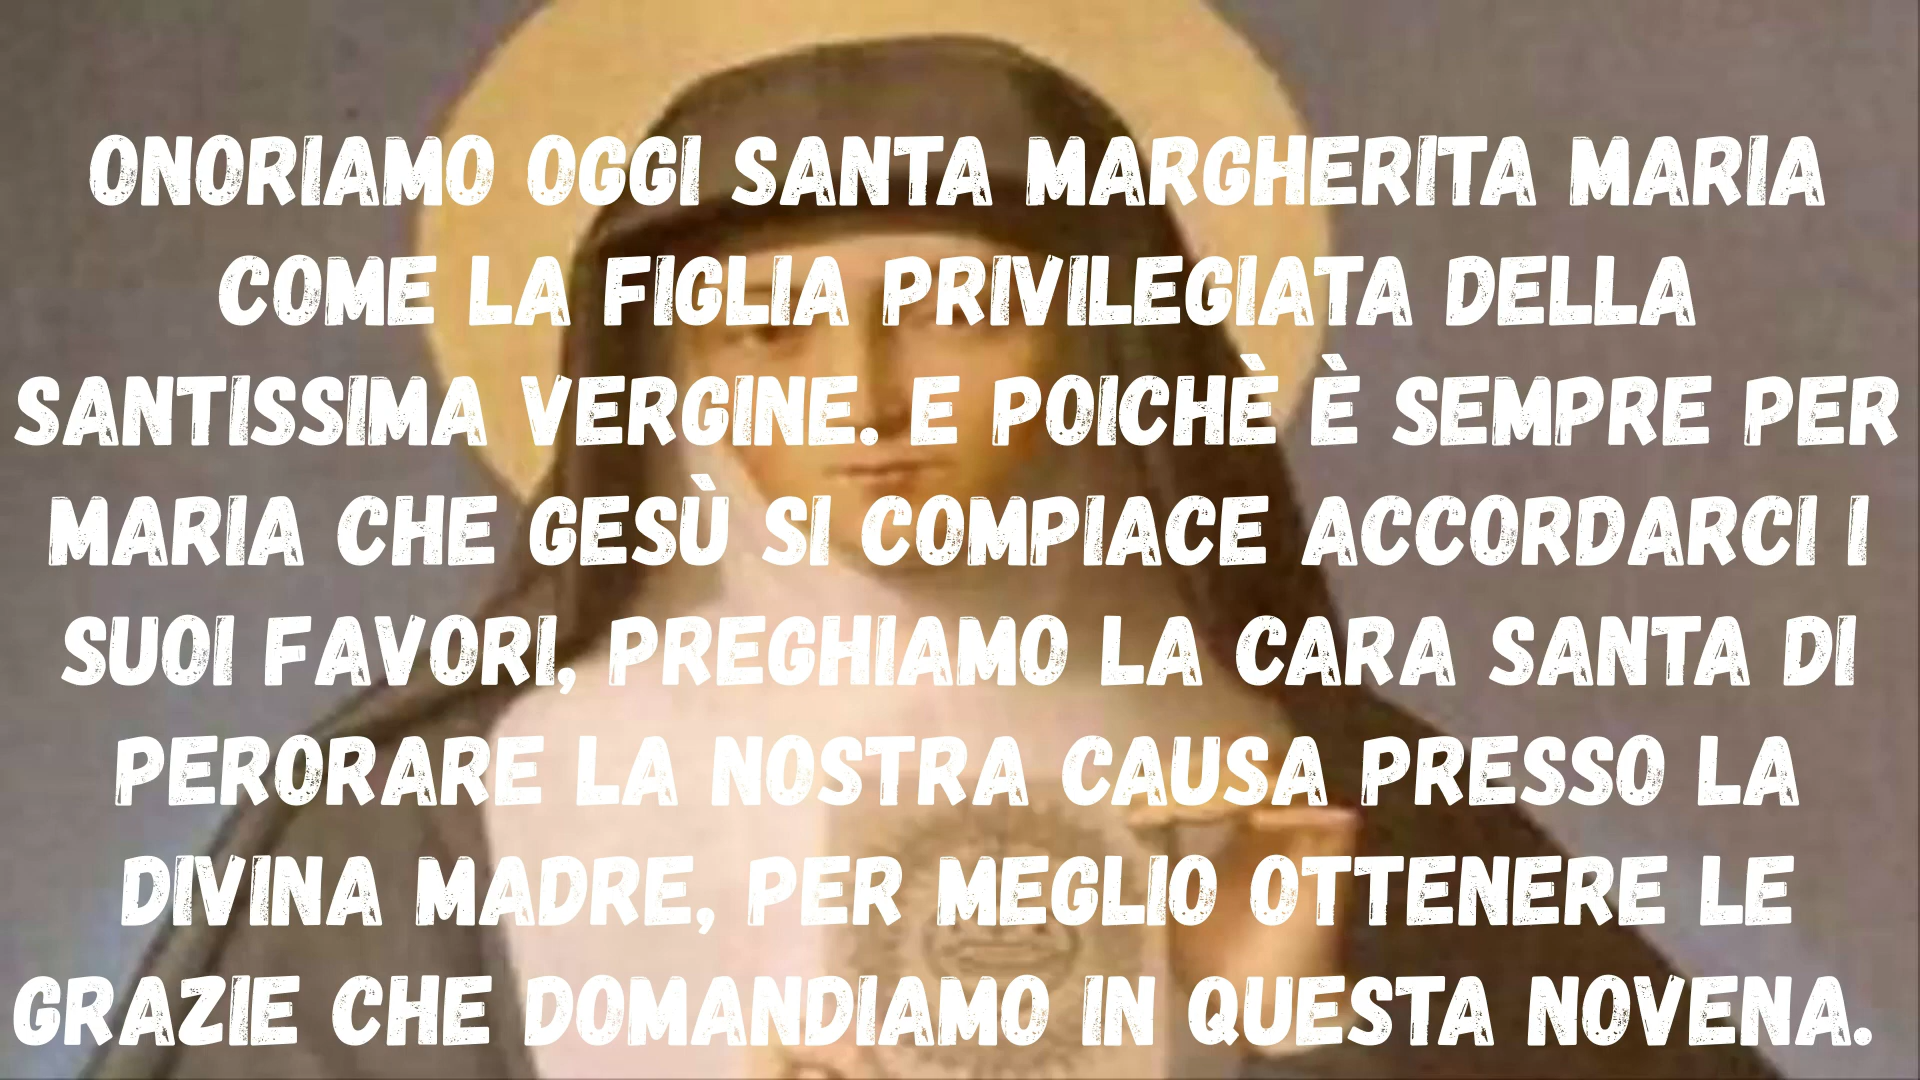 ONORIAMO OGGI SANTA MARGHERITA MARIA
COME LA FIGLIA PRIVILEGIATA DELLA
SANTISSIMA VERGINE. E POICHÈ È SEMPRE PER
MARIA CHE GESÙ SI COMPIACE ACCORDARCI I
SUOI FAVORI, PREGHIAMO LA CARA SANTA DI
PERORARE LA NOSTRA CAUSA PRESSO LA
DIVINA MADRE, PER MEGLIO OTTENERE LE
GRAZIE CHE DOMANDIAMO IN QUESTA NOVENA.